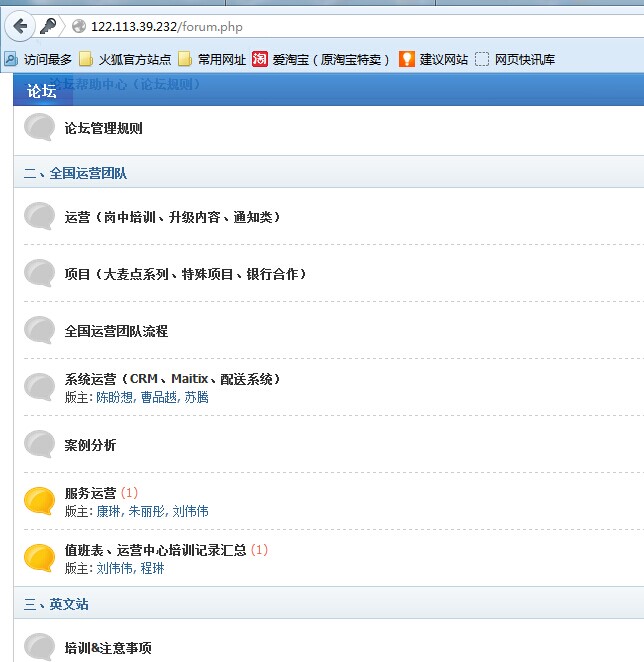 122.113.39.232/forum.php
访问最多 火狐官方站点 常用网址 淘 爱淘宝（原淘宝特卖） 建议网站 网页快讯库
论坛帮助中心（论坛规则）
论坛
论坛管理规则
二、全国运营团队
运营（岗中培训、升级内容、通知类）
项目（大麦点系列、特殊项目、银行合作）
全国运营团队流程
系统运营（CRM、Maitix、配送系统）
版主: 陈盼想, 曹品越, 苏腾
案例分析
服务运营 (1)
版主: 康琳, 朱丽彤, 刘伟伟
值班表、运营中心培训记录汇总 (1)
版主: 刘伟伟, 程琳
三、英文站
培训&注意事项